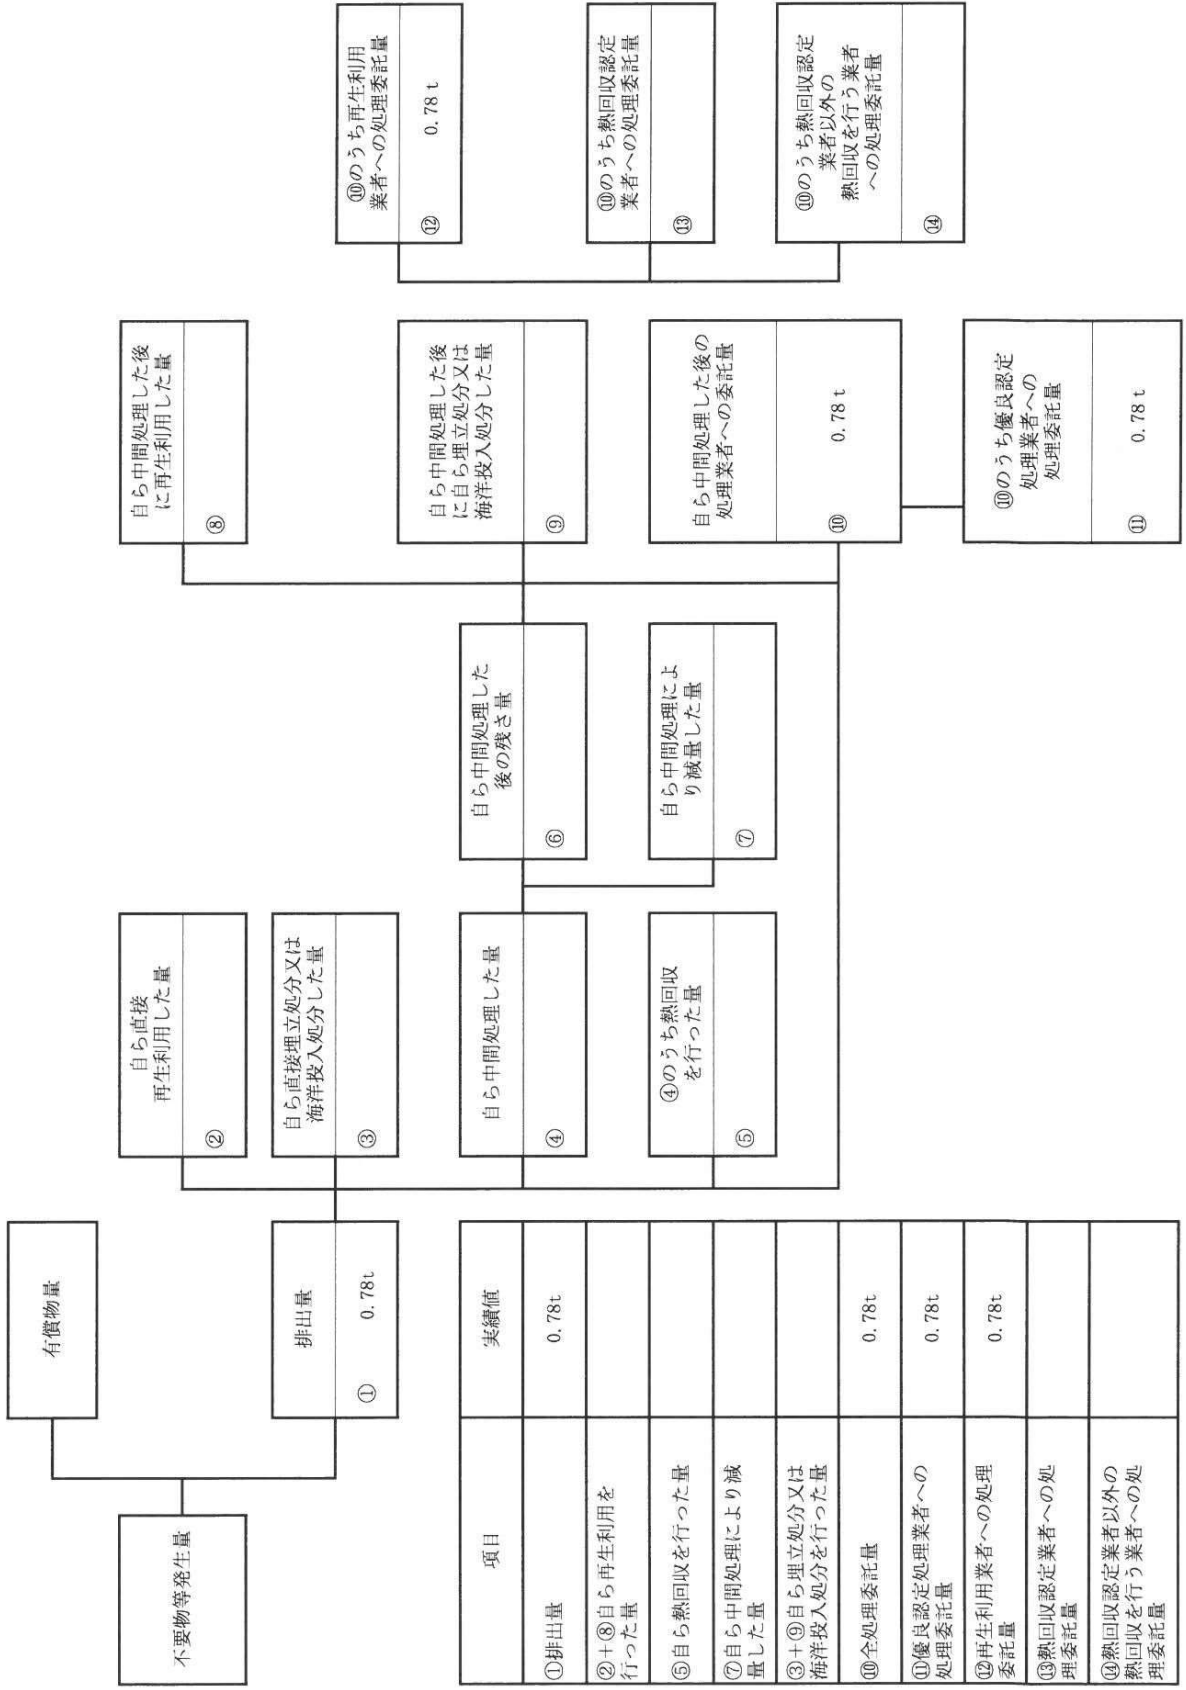 不要物等発生量
有償物量
排出量
① 0.78t
自ら直接
再生利用した量
②
自ら直接埋立処分又は
海洋投入処分した量
③
自ら中間処理した量
④
④のうち熱回収
を行った量
⑤
自ら中間処理した
後の残さ量
⑥
自ら中間処理によ
り減量した量
⑦
自ら中間処理した後
に再生利用した量
⑧
自ら中間処理した後
に自ら埋立処分又は
海洋投入処分した量
⑨
自ら中間処理した後の
処理業者への委託量
⑩ 0.78 t
⑩のうち優良認定
処理業者への
処理委託量
⑪ 0.78 t
⑩のうち再生利用
業者への処理委託量
⑫ 0.78 t
⑩のうち熱回収認定
業者への処理委託量
⑬
⑩のうち熱回収認定
業者以外の
熱回収を行う業者
への処理委託量
⑭
項目 実績値
①排出量 0.78t
②+⑧自ら再生利用を
行った量
⑤自ら熱回収を行った量
⑦自ら中間処理により減
量した量
③+⑨自ら埋立処分又は
海洋投入処分を行った量
⑩全処理委託量 0.78t
⑪優良認定処理業者への
処理委託量 0.78t
⑫再生利用業者への処理
委託量 0.78t
⑬熱回収認定業者への処
理委託量
⑭熱回収認定業者以外の
熱回収を行う業者への処
理委託量